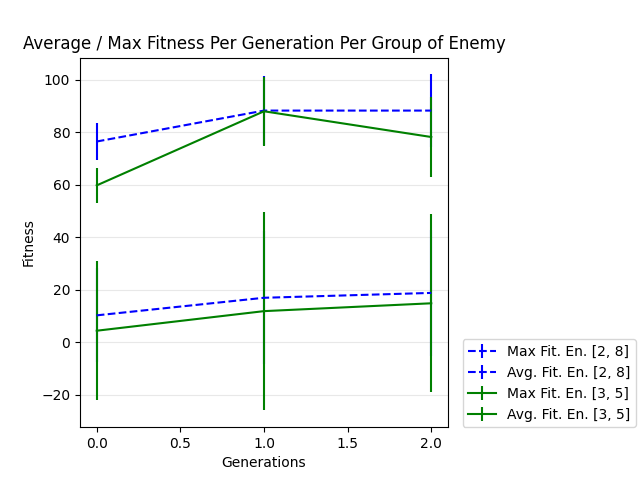 Average / Max Fitness Per Generation Per Group of Enemy
100
80
60
40
20
0
−20
Fitness
0.0 0.5 1.0 1.5 2.0
Generations
Max Fit. En. [2, 8]
Avg. Fit. En. [2, 8]
Max Fit. En. [3, 5]
Avg. Fit. En. [3, 5]